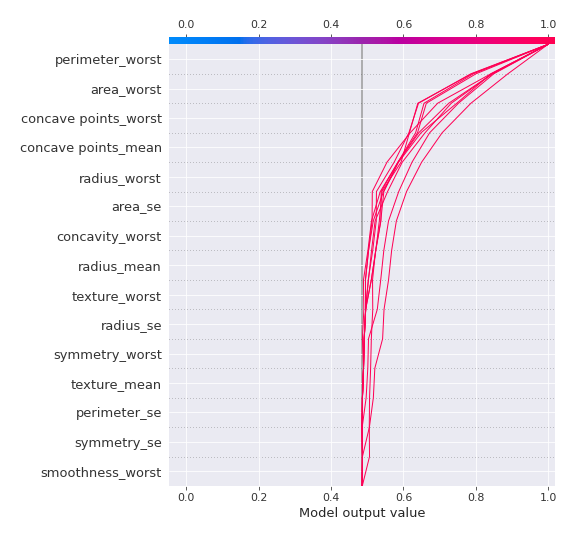 0.0 0.2 0.4 0.6 0.8 1.0
perimeter_worst
area_worst
concave points_worst
concave points_mean
radius_worst
area_se
concavity_worst
radius_mean
texture_worst
radius_se
symmetry_worst
texture_mean
perimeter_se
symmetry_se
smoothness_worst
0.0 0.2 0.4 0.6 0.8 1.0
Model output value